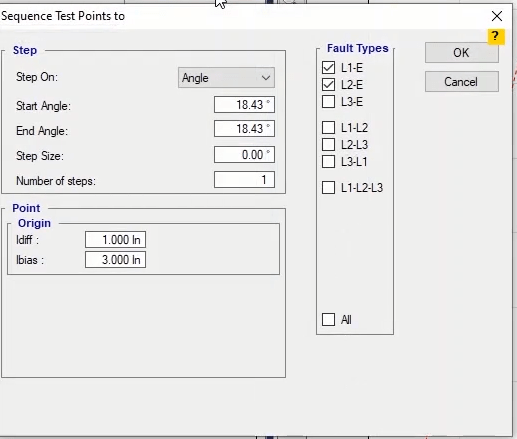 Sequence Test Points to
?
Step
Step On: Angle
Start Angle: 18.43 °
End Angle: 18.43 °
Step Size: 0.00 °
Number of steps: 1
Point
Origin
Idiff : 1.000 In
Ibias : 3.000 In
Fault Types
L1-E
L2-E
L3-E
L1-L2
L2-L3
L3-L1
L1-L2-L3
All
OK
Cancel